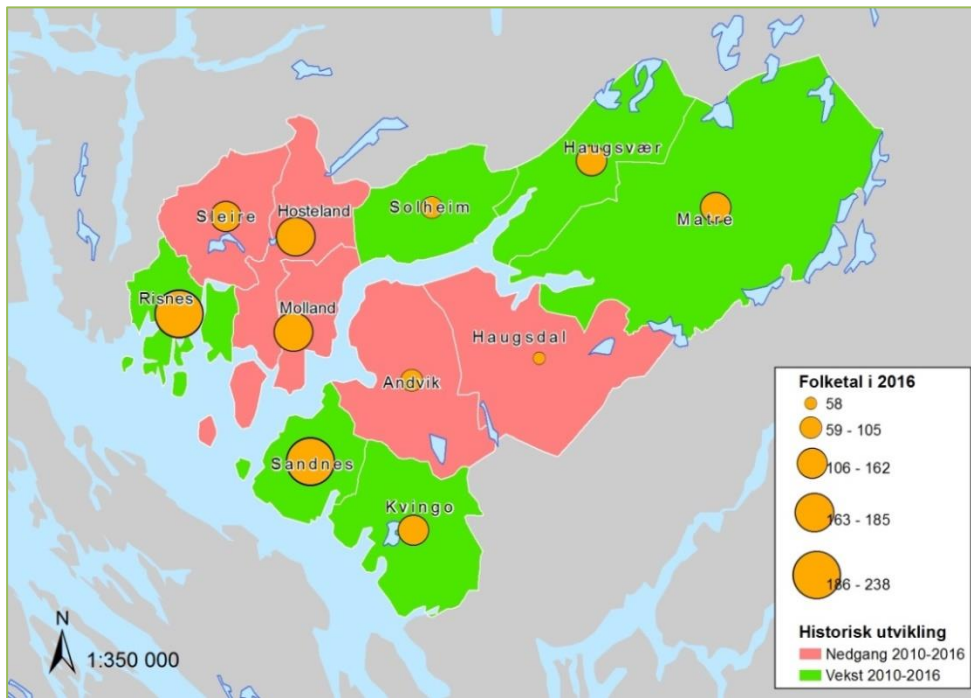 Haugsvær
Matre
Solheim
Sleire
Hosteland
Risnes
Molland
Haugsdal
Andvik
Sandnes
Kvingo
N
1:350 000
Folketal i 2016
58
59 - 105
106 - 162
163 - 185
186 - 238
Historisk utvikling
Nedgang 2010-2016
Vekst 2010-2016